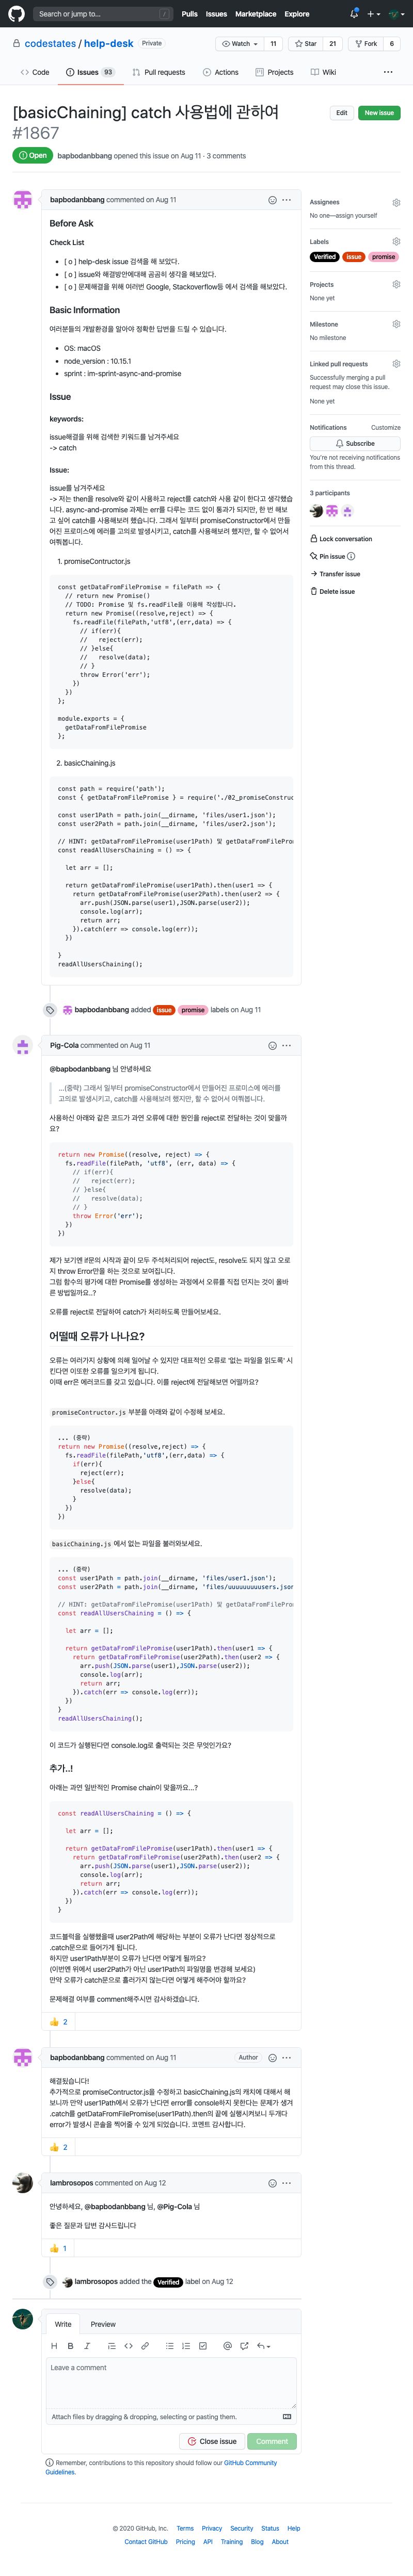 Search or jump to...
/
Pulls Issues Marketplace Explore
codestates / help-desk Private
Watch 11
Star 21
Fork 6
Code
Issues 93
Pull requests
Actions
Projects
Wiki
[basicChaining] catch 사용법에 관하여
#1867
Edit
New issue
Open
bapbodanbbang opened this issue on Aug 11 · 3 comments
bapbodanbbang commented on Aug 11
Before Ask
Check List
• [ o ] help-desk issue 검색을 해 보았다.
• [ o ] issue와 해결방안에대해 곰곰히 생각을 해보았다.
• [ o ] 문제해결을 위해 여러번 Google, Stackoverflow등 에서 검색을 해보았다.
Basic Information
여러분들의 개발환경을 알아야 정확한 답변을 드릴 수 있습니다.
• OS: macOS
• node_version : 10.15.1
• sprint : im-sprint-async-and-promise
Issue
keywords:
issue해결을 위해 검색한 키워드를 남겨주세요
-> catch
Issue:
issue를 남겨주세요
-> 저는 then을 resolve와 같이 사용하고 reject를 catch와 사용 같이 한다고 생각했습
니다. async-and-promise 과제는 err를 다루는 코드 없이 통과가 되지만, 한 번 해보
고 싶어 catch를 사용해보려 했습니다. 그래서 일부터 promiseConstructor에서 만들
어진 프로미스에 에러를 고의로 발생시키고, catch를 사용해보려 했지만, 할 수 없어서
여쭤봅니다.
1. promiseContructor.js
const getDataFromFilePromise = filePath => {
// return new Promise()
// TODO: Promise 및 fs.readFile을 이용해 작성합니다.
return new Promise((resolve,reject) => {
fs.readFile(filePath,'utf8',(err,data) => {
// if(err){
//   reject(err);
// }else{
//   resolve(data);
// }
throw Error('err');
})
})
};
module.exports = {
getDataFromFilePromise
};
2. basicChaining.js
const path = require('path');
const { getDataFromFilePromise } = require('./02_promiseConstruc
const user1Path = path.join(__dirname, 'files/user1.json');
const user2Path = path.join(__dirname, 'files/user2.json');
// HINT: getDataFromFilePromise(user1Path) 및 getDataFromFilePro
const readAllUsersChaining = () => {
let arr = [];
return getDataFromFilePromise(user1Path).then(user1 => {
return getDataFromFilePromise(user2Path).then(user2 => {
arr.push(JSON.parse(user1),JSON.parse(user2));
console.log(arr);
return arr;
}).catch(err => console.log(err));
})
}
readAllUsersChaining();
bapbodanbbang added issue promise labels on Aug 11
Pig-Cola commented on Aug 11
@bapbodanbbang 님 안녕하세요
...(중략) 그래서 일부터 promiseConstructor에서 만들어진 프로미스에 에러를
고의로 발생시키고, catch를 사용해보려 했지만, 할 수 없어서 여쭤봅니다.
사용하신 아래와 같은 코드가 과연 오류에 대한 원인을 reject로 전달하는 것이 맞을까
요?
return new Promise((resolve, reject) => {
fs.readFile(filePath, 'utf8', (err, data) => {
// if(err){
//   reject(err);
// }else{
//   resolve(data);
// }
throw Error('err');
})
})
제가 보기엔 if문의 시작과 끝이 모두 주석처리되어 reject도, resolve도 되지 않고 오로
지 throw Error만을 하는 것으로 보여집니다.
그럼 함수의 평가에 대한 Promise를 생성하는 과정에서 오류를 직접 던지는 것이 올바
른 방법일까요..?
오류를 reject로 전달하여 catch가 처리하도록 만들어보세요.
어떨때 오류가 나나요?
오류는 여러가지 상황에 의해 일어날 수 있지만 대표적인 오류로 '없는 파일을 읽도록' 시
킨다면 이또한 오류를 일으키게 됩니다.
이때 err은 에러코드를 갖고 있습니다. 이를 reject에 전달해보면 어떨까요?
promiseContructor.js 부분을 아래와 같이 수정해 보세요.
... (중략)
return new Promise((resolve,reject) => {
fs.readFile(filePath,'utf8',(err,data) => {
if(err){
reject(err);
}else{
resolve(data);
}
})
})
basicChaining.js 에서 없는 파일을 불러와보세요.
... (중략)
const user1Path = path.join(__dirname, 'files/user1.json');
const user2Path = path.join(__dirname, 'files/uuuuuuuuusers.json
// HINT: getDataFromFilePromise(user1Path) 및 getDataFromFilePro
const readAllUsersChaining = () => {
let arr = [];
return getDataFromFilePromise(user1Path).then(user1 => {
return getDataFromFilePromise(user2Path).then(user2 => {
arr.push(JSON.parse(user1),JSON.parse(user2));
console.log(arr);
return arr;
}).catch(err => console.log(err));
})
}
readAllUsersChaining();
이 코드가 실행된다면 console.log로 출력되는 것은 무엇인가요?
추가..!
아래는 과연 일반적인 Promise chain이 맞을까요...?
const readAllUsersChaining = () => {
let arr = [];
return getDataFromFilePromise(user1Path).then(user1 => {
return getDataFromFilePromise(user2Path).then(user2 => {
arr.push(JSON.parse(user1),JSON.parse(user2));
console.log(arr);
return arr;
}).catch(err => console.log(err));
})
}
코드블럭을 실행했을때 user2Path에 해당하는 부분이 오류가 난다면 정상적으로
.catch문으로 들어가게 됩니다.
하지만 user1Path부분이 오류가 난다면 어떻게 될까요?
(이번엔 위에서 user2Path가 아닌 user1Path의 파일명을 변경해 보세요)
만약 오류가 catch문으로 흘러가지 않는다면 어떻게 해주어야 할까요?
문제해결 여부를 comment해주시면 감사하겠습니다.
👍 2
bapbodanbbang commented on Aug 11
Author
해결됬습니다!
추가적으로 promiseContructor.js을 수정하고 basicChaining.js의 캐치에 대해서 해
보니까 만약 user1Path에서 오류가 난다면 error를 console하지 못한다는 문제가 생겨
.catch를 getDataFromFilePromise(user1Path).then의 끝에 실행시켜보니 두개다
error가 발생시 콘솔을 찍어줄 수 있게 되었습니다. 코멘트 감사합니다.
👍 2
lambrosopos commented on Aug 12
안녕하세요, @bapbodanbbang 님, @Pig-Cola 님
좋은 질문과 답변 감사드립니다
👍 1
lambrosopos added the Verified label on Aug 12
Write
Preview
Leave a comment
Attach files by dragging & dropping, selecting or pasting them.
Close issue
Comment
Remember, contributions to this repository should follow our GitHub Community
Guidelines.
Assignees
No one—assign yourself
Labels
Verified issue promise
Projects
None yet
Milestone
No milestone
Linked pull requests
Successfully merging a pull
request may close this issue.
None yet
Notifications
Customize
Subscribe
You're not receiving notifications
from this thread.
3 participants
Lock conversation
Pin issue
Transfer issue
Delete issue
© 2020 GitHub, Inc.
Terms
Privacy
Security
Status
Help
Contact GitHub
Pricing
API
Training
Blog
About